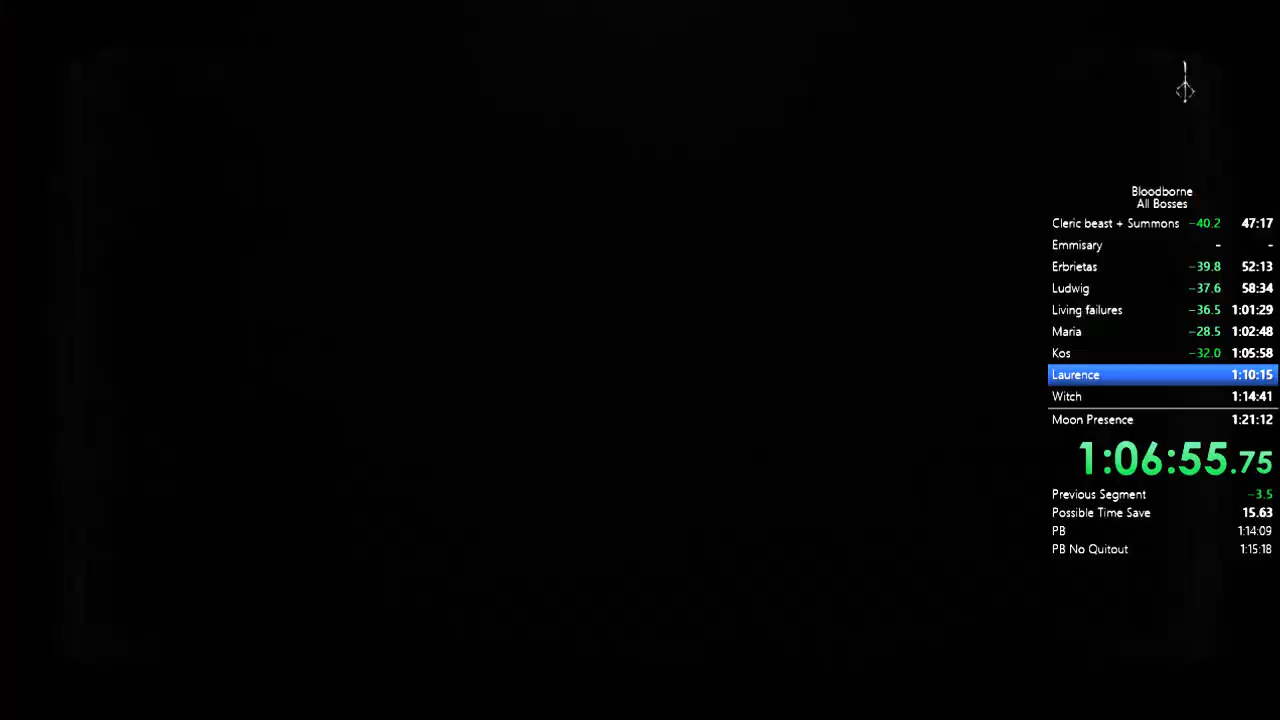 Bloodborne
All Bosses
Cleric beast + Summons -40.2 47:17
Emmisary - -
Erbrietas -39.8 52:13
Ludwig -37.6 58:34
Living failures -36.5 1:01:29
Maria -28.5 1:02:48
Kos -32.0 1:05:58
Laurence 1:10:15
Witch 1:14:41
Moon Presence 1:21:12
1:06:55.75
Previous Segment -3.5
Possible Time Save 15.63
PB 1:14:09
PB No Quitout 1:15:18